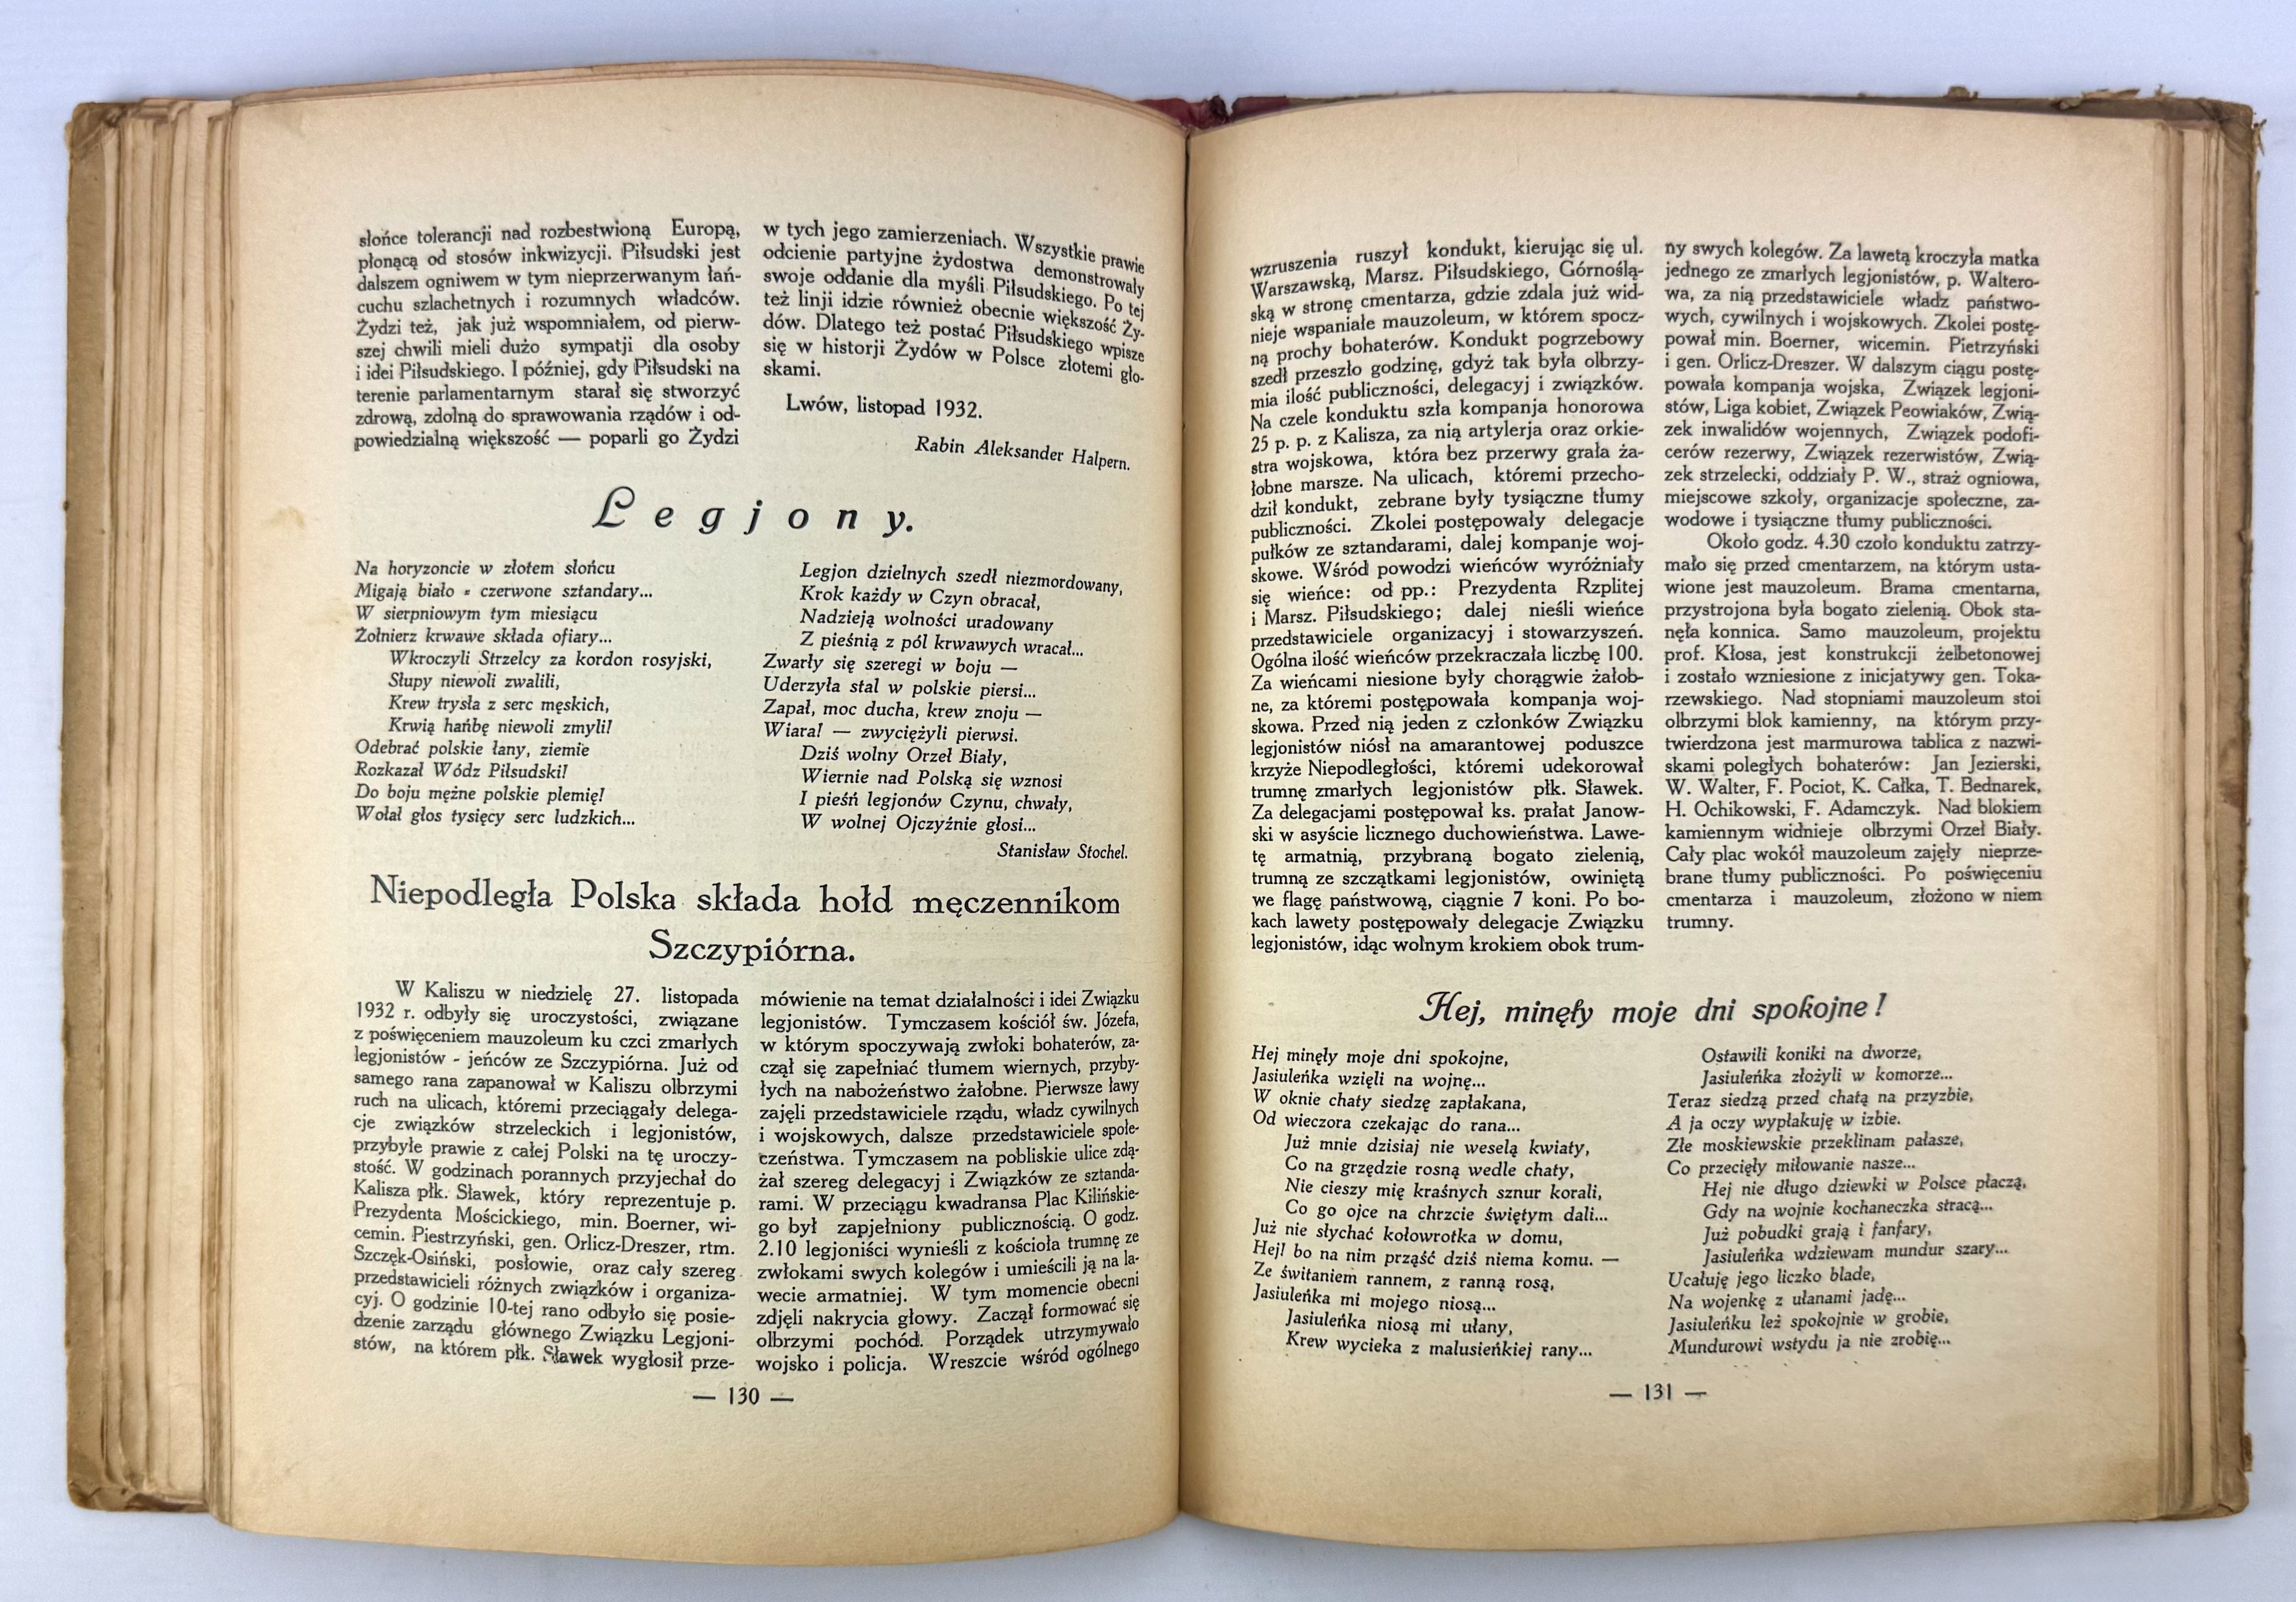 słońce tolerancji nad rozbestwioną Europą,
płonącą od stosów inkwizycji. Piłsudski jest
dalszem ogniwem w tym nieprzerwanym łań-
cuchu szlachetnych i rozumnych władców.
Żydzi też, jak już wspomniałem, od pierw-
szej chwili mieli dużo sympatji dla osoby
i idei Piłsudskiego. I później, gdy Piłsudski na
terenie parlamentarnym starał się stworzyć
zdrową, zdolną do sprawowania rządów i od-
powiedzialną większość — poparli go Żydzi
w tych jego zamierzeniach. Wszystkie prawie
odcienie partyjne żydostwa demonstrowały
swoje oddanie dla myśli Piłsudskiego. Po tej
też linji idzie również obecnie większość Ży-
dów. Dlatego też postać Piłsudskiego wpisze
się w historji Żydów w Polsce złotemi gło-
skami.
Lwów, listopad 1932.
Rabin Aleksander Halpern.
Legjony.
Na horyzoncie w złotem słońcu
Migają biało - czerwone sztandary...
W sierpniowym tym miesiącu
Żołnierz krwawe składa ofiary...
Wkroczyli Strzelcy za kordon rosyjski,
Słupy niewoli zwalili,
Krew trysła z serc męskich,
Krwią hańbę niewoli zmyli!
Odebrać polskie łany, ziemie
Rozkazał Wódz Piłsudski!
Do boju mężne polskie plemię!
Wołał głos tysięcy serc ludzkich...
Legjon dzielnych szedł niezmordowany,
Krok każdy w Czyn obracał,
Nadzieją wolności uradowany
Z pieśnią z pól krwawych wracał...
Zwarły się szeregi w boju —
Uderzyła stal w polskie piersi...
Zapał, moc ducha, krew znoju —
Wiara! — zwyciężyli pierwsi.
Dziś wolny Orzeł Biały,
Wiernie nad Polską się wznosi
I pieśń legjonów Czynu, chwały,
W wolnej Ojczyźnie głosi...
Stanisław Stochel.
Niepodległa Polska składa hołd męczennikom
Szczypiórna.
W Kaliszu w niedzielę 27. listopada
1932 r. odbyły się uroczystości, związane
z poświęceniem mauzoleum ku czci zmarłych
legjonistów - jeńców ze Szczypiórna. Już od
samego rana zapanował w Kaliszu olbrzymi
ruch na ulicach, któremi przeciągały delega-
cje związków strzeleckich i legjonistów,
przybyłe prawie z całej Polski na tę uroczy-
stość. W godzinach porannych przyjechał do
Kalisza płk. Sławek, który reprezentuje p.
Prezydenta Mościckiego, min. Boerner, wi-
cemin. Piestrzyński, gen. Orlicz-Dreszer, rtm.
Szczęk-Osiński, posłowie, oraz cały szereg
przedstawicieli różnych związków i organiza-
cyj. O godzinie 10-tej rano odbyło się posie-
dzenie zarządu głównego Związku Legjoni-
stów, na którem płk. Sławek wygłosił prze-
mówienie na temat działalności i idei Związku
legjonistów. Tymczasem kościół św. Józefa,
w którym spoczywają zwłoki bohaterów, za-
czął się zapełniać tłumem wiernych, przyby-
łych na nabożeństwo żałobne. Pierwsze ławy
zajęli przedstawiciele rządu, władz cywilnych
i wojskowych, dalsze przedstawiciele społe-
czeństwa. Tymczasem na pobliskie ulice zdą-
żał szereg delegacyj i Związków ze sztanda-
rami. W przeciągu kwadransa Plac Kilińskie-
go był zapełniony publicznością. O godz.
2.10 legjoniści wynieśli z kościoła trumnę ze
zwłokami swych kolegów i umieścili ją na la-
wecie armatniej. W tym momencie obecni
zdjęli nakrycia głowy. Zaczął formować się
olbrzymi pochód. Porządek utrzymywało
wojsko i policja. Wreszcie wśród ogólnego
— 130 —
wzruszenia ruszył kondukt, kierując się ul.
Warszawską, Marsz. Piłsudskiego, Górnoślą-
ską w stronę cmentarza, gdzie zdala już wid-
nieje wspaniałe mauzoleum, w którem spocz-
ną prochy bohaterów. Kondukt pogrzebowy
szedł przeszło godzinę, gdyż tak była olbrzy-
mia ilość publiczności, delegacyj i związków.
Na czele konduktu szła kompanja honorowa
25 p. p. z Kalisza, za nią artylerja oraz orkie-
stra wojskowa, która bez przerwy grała ża-
łobne marsze. Na ulicach, któremi przecho-
dził kondukt, zebrane były tysiączne tłumy
publiczności. Zkolei postępowały delegacje
pułków ze sztandarami, dalej kompanje woj-
skowe. Wśród powodzi wieńców wyróżniały
się wieńce: od pp.: Prezydenta Rzplitej
i Marsz. Piłsudskiego; dalej nieśli wieńce
przedstawiciele organizacyj i stowarzyszeń.
Ogólna ilość wieńców przekraczała liczbę 100.
Za wieńcami niesione były chorągwie żałob-
ne, za któremi postępowała kompanja woj-
skowa. Przed nią jeden z członków Związku
legjonistów niósł na amarantowej poduszce
krzyże Niepodległości, któremi udekorował
trumnę zmarłych legjonistów płk. Sławek.
Za delegacjami postępował ks. prałat Janow-
ski w asyście licznego duchowieństwa. Lawe-
tę armatnią, przybraną bogato zielenią,
trumną ze szczątkami legjonistów, owiniętą
we flagę państwową, ciągnie 7 koni. Po bo-
kach lawety postępowały delegacje Związku
legjonistów, idąc wolnym krokiem obok trum-
ny swych kolegów. Za lawetą kroczyła matka
jednego ze zmarłych legjonistów, p. Waltero-
wa, za nią przedstawiciele władz państwo-
wych, cywilnych i wojskowych. Zkolei postę-
pował min. Boerner, wicemin. Pietrzyński
i gen. Orlicz-Dreszer. W dalszym ciągu postę-
powała kompanja wojska, Związek legjoni-
stów, Liga kobiet, Związek Peowiaków, Zwią-
zek inwalidów wojennych, Związek podofi-
cerów rezerwy, Związek rezerwistów, Zwią-
zek strzelecki, oddziały P. W., straż ogniowa,
miejscowe szkoły, organizacje społeczne, za-
wodowe i tysiączne tłumy publiczności.
Około godz. 4.30 czoło konduktu zatrzy-
mało się przed cmentarzem, na którym usta-
wione jest mauzoleum. Brama cmentarna,
przystrojona była bogato zielenią. Obok sta-
nęła konnica. Samo mauzoleum, projektu
prof. Kłosa, jest konstrukcji żelbetonowej
i zostało wzniesione z inicjatywy gen. Toka-
rzewskiego. Nad stopniami mauzoleum stoi
olbrzymi blok kamienny, na którym przy-
twierdzona jest marmurowa tablica z nazwi-
skami poległych bohaterów: Jan Jezierski,
W. Walter, F. Pociot, K. Całka, T. Bednarek,
H. Ochikowski, F. Adamczyk. Nad blokiem
kamiennym widnieje olbrzymi Orzeł Biały.
Cały plac wokół mauzoleum zajęły nieprze-
brane tłumy publiczności. Po poświęceniu
cmentarza i mauzoleum, złożono w niem
trumny.
Hej, minęły moje dni spokojne!
Hej minęły moje dni spokojne,
Jasiuleńka wzięli na wojnę...
W oknie chaty siedzę zapłakana,
Od wieczora czekając do rana...
Już mnie dzisiaj nie weselą kwiaty,
Co na grzędzie rosną wedle chaty,
Nie cieszy mię kraśnych sznur korali,
Co go ojce na chrzcie świętym dali...
Już nie słychać kołowrotka w domu,
Hej! bo na nim prząść dziś niema komu. —
Ze świtaniem rannem, z ranną rosą,
Jasiuleńka mi mojego niosą...
Jasiuleńka niosą mi ułany,
Krew wycieka z malusieńkiej rany...
Ostawili koniki na dworze,
Jasiuleńka złożyli w komorze...
Teraz siedzą przed chatą na przyzbie,
A ja oczy wypłakuję w izbie.
Złe moskiewskie przeklinam pałasze,
Co przecięły miłowanie nasze...
Hej nie długo dziewki w Polsce płaczą,
Gdy na wojnie kochaneczka stracą...
Już pobudki grają i fanfary,
Jasiuleńka wdziewam mundur szary...
Ucałuję jego liczko blade,
Na wojenkę z ułanami jadę...
Jasiuleńku leż spokojnie w grobie,
Mundurowi wstydu ja nie zrobię...
— 131 —